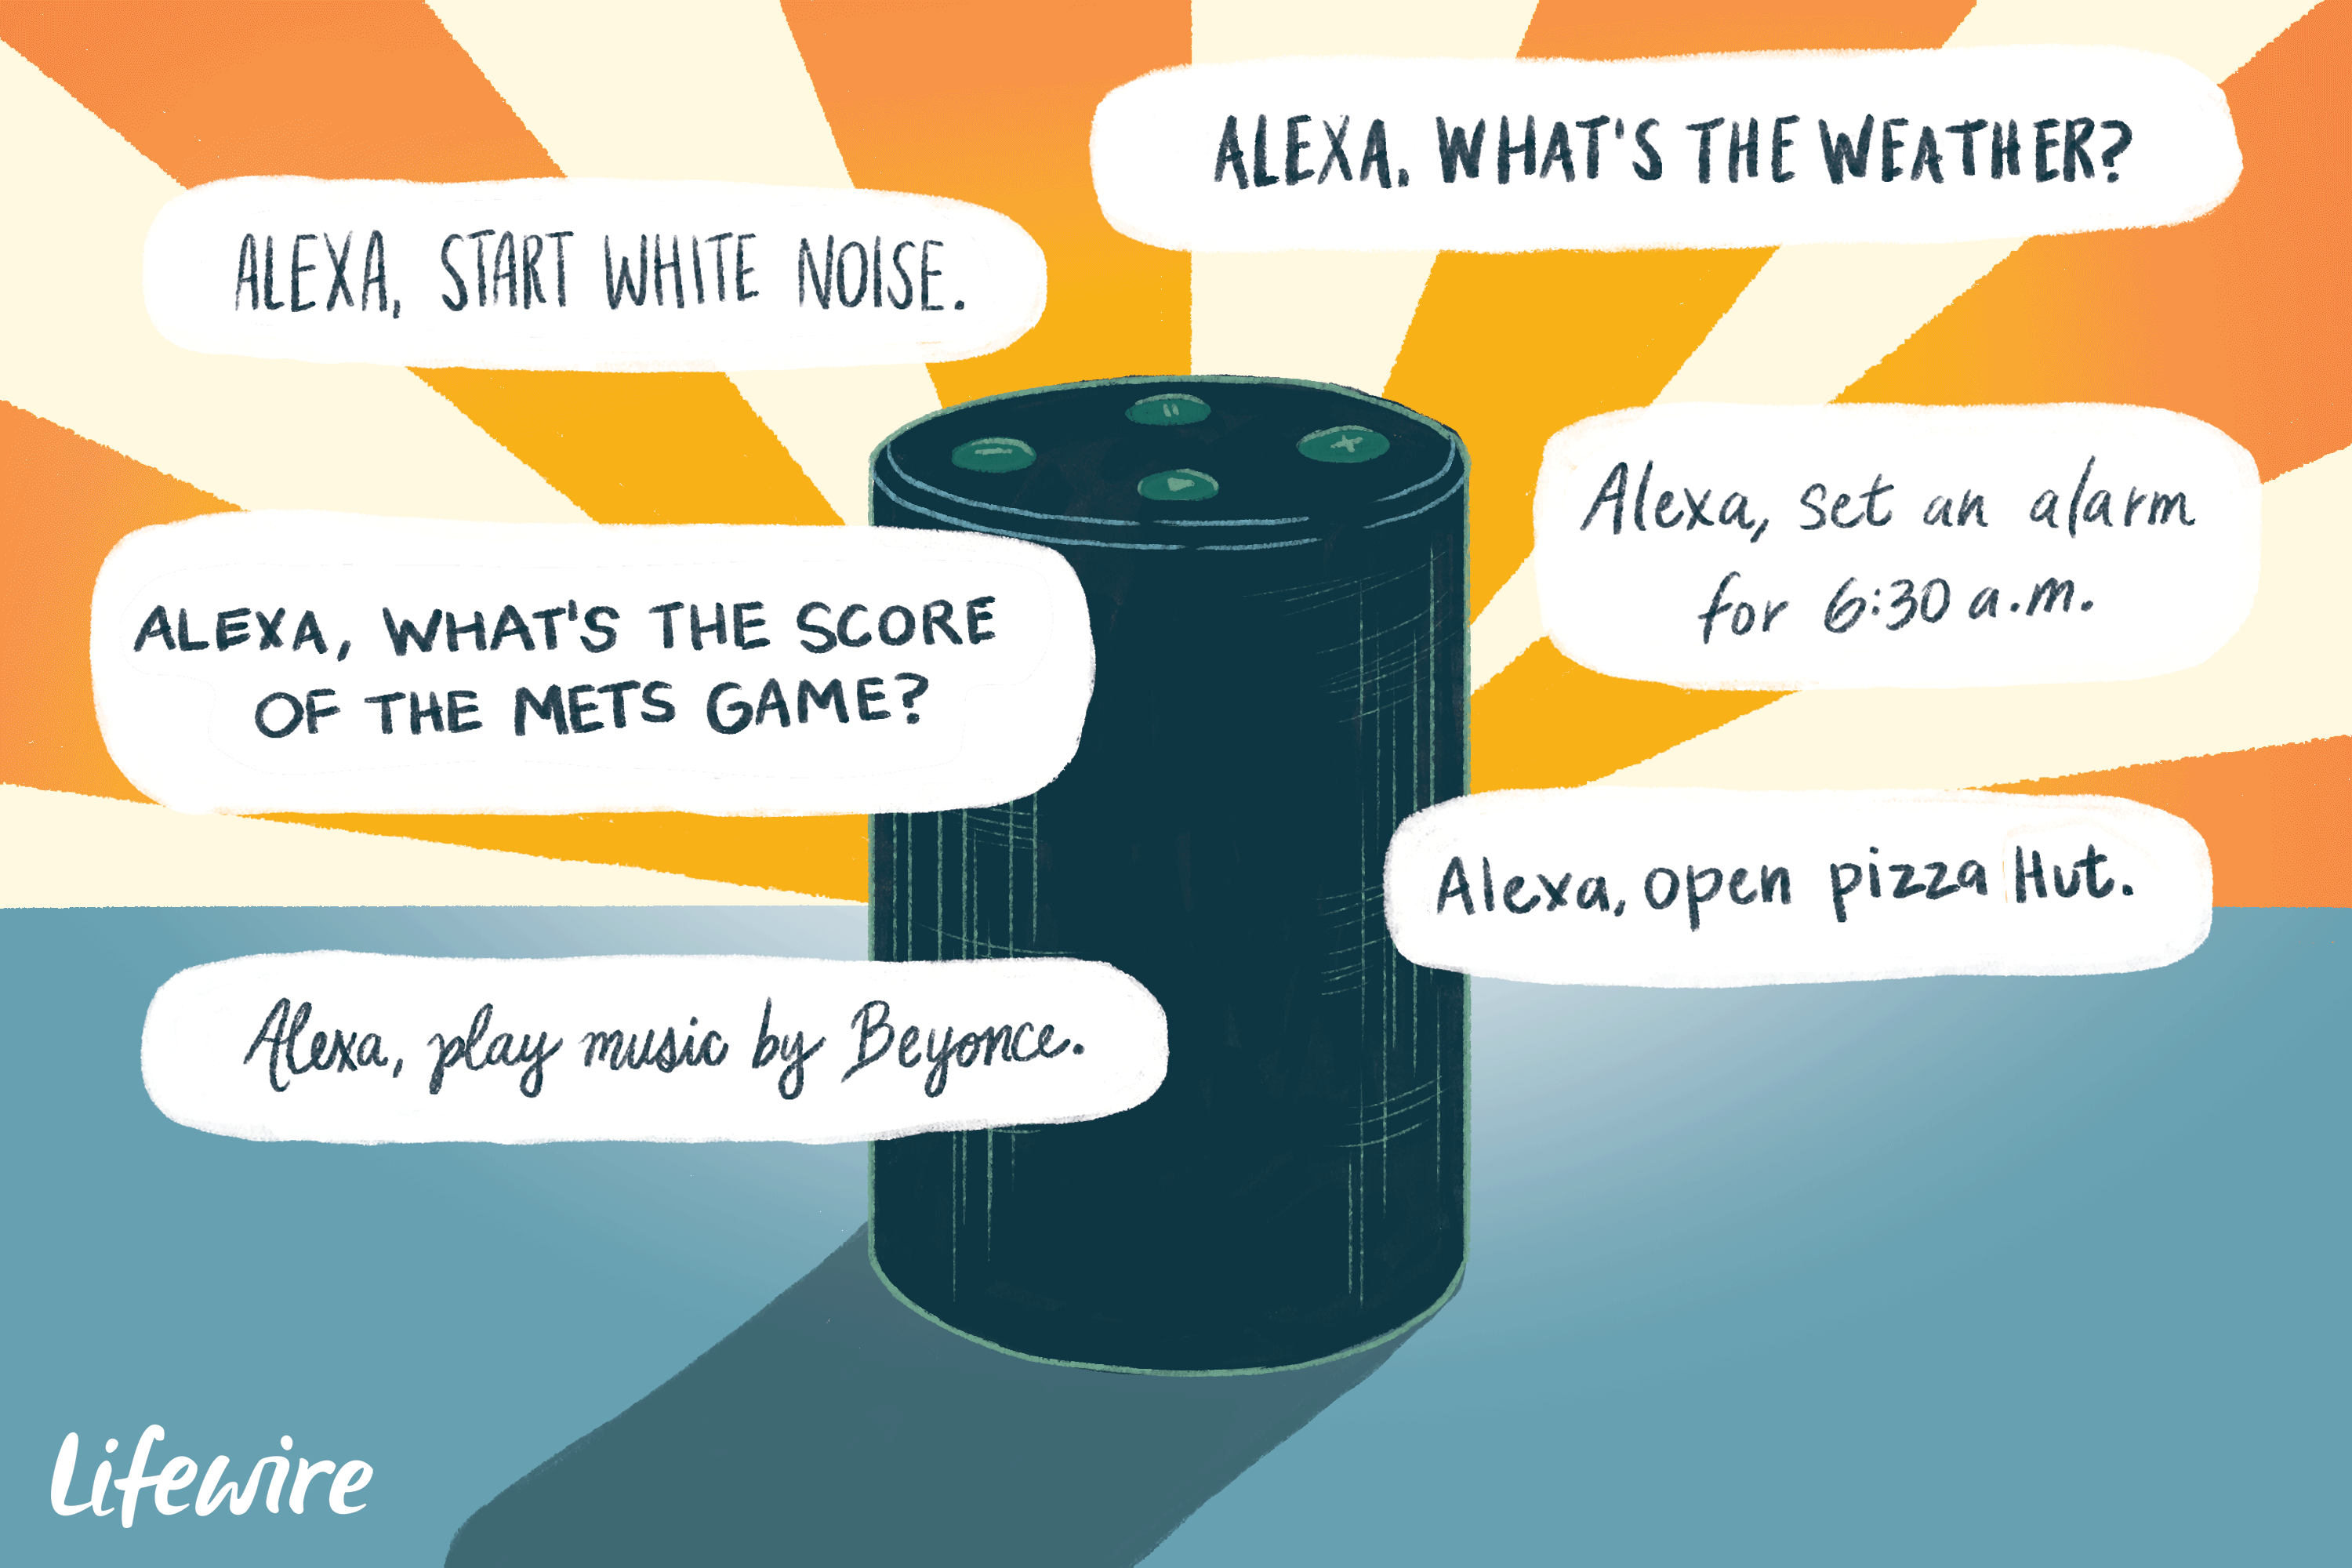 ALEXA, WHAT'S THE WEATHER?
ALEXA, START WHITE NOISE.
Alexa, set an alarm
for 6:30 a.m.
ALEXA, WHAT'S THE SCORE
OF THE METS GAME?
Alexa, open pizza Hut.
Alexa, play music by Beyonce.
Lifewire